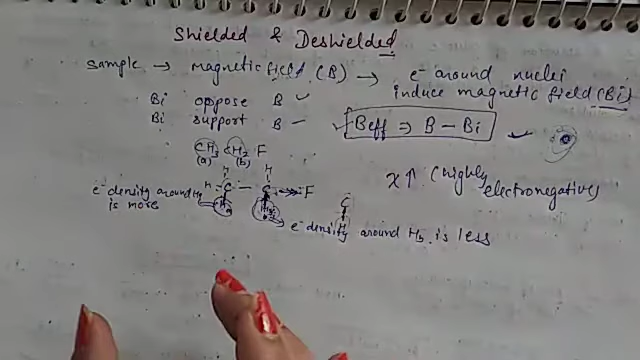 Shielded & Deshielded
Sample → magnetic field (B) → e⁻ around nuclei
induce magnetic field (Bi)
Bi oppose B ✓
Bi support B –
Beff ⇒ B - Bi
CH3 CH2 F
(a) (b)
H H
H - C - C F
e⁻ density around Ha
is more
C
H
e⁻ density around Hb is less
X↑ (highly
electronegative)